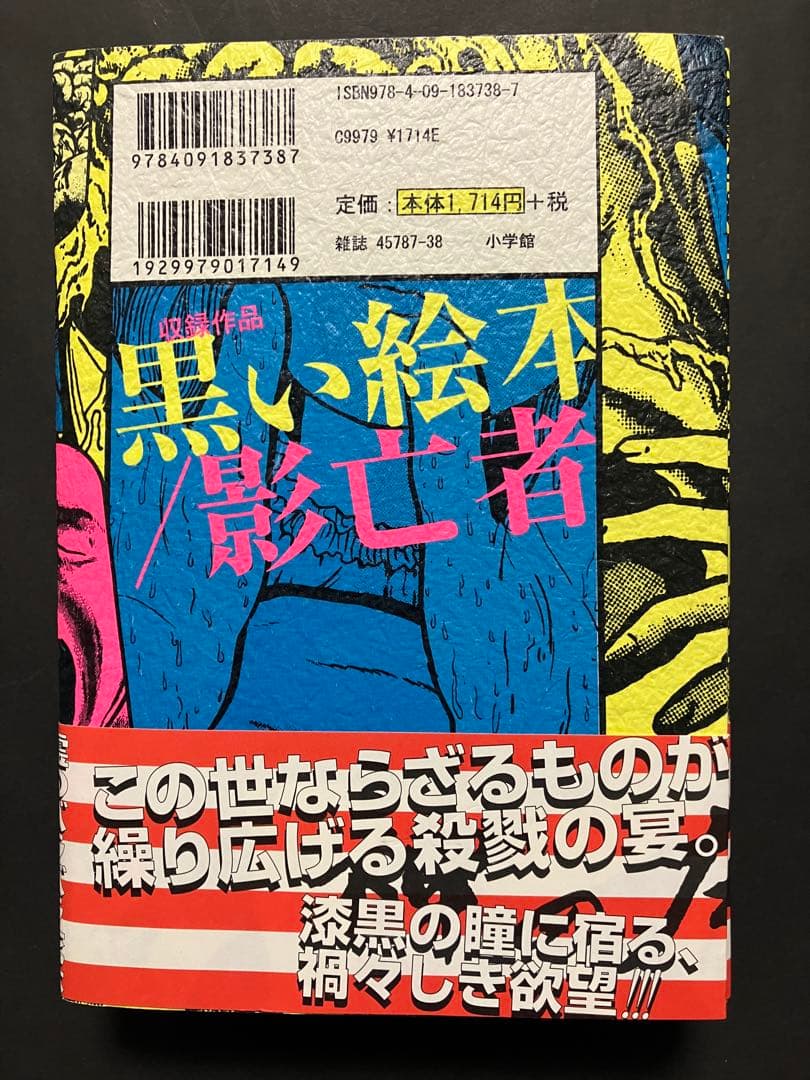 ISBN978-4-09-183738-7
9784091837387
C9979 ¥1714E
定価:本体1,714円+税
1929979017149
雑誌 45787-38 小学館
収録作品
黒い絵本
/影亡者
この世ならざるものが
繰り広げる殺戮の宴。
漆黒の瞳に宿る、
禍々しき欲望!!!